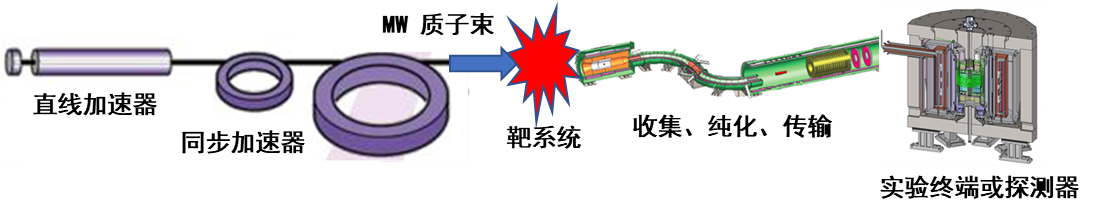 MW 质子束
直线加速器
同步加速器
靶系统
收集、纯化、传输
实验终端或探测器